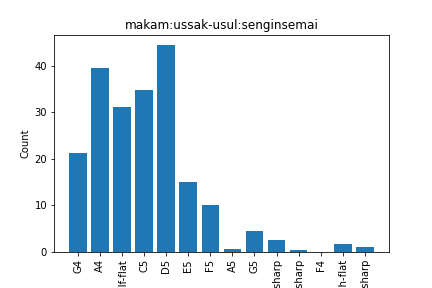 makam:ussak-usul:senginsemai
Count
40
30
20
10
0
G4
A4
lf-flat
C5
D5
E5
F5
A5
G5
sharp
sharp
F4
h-flat
sharp